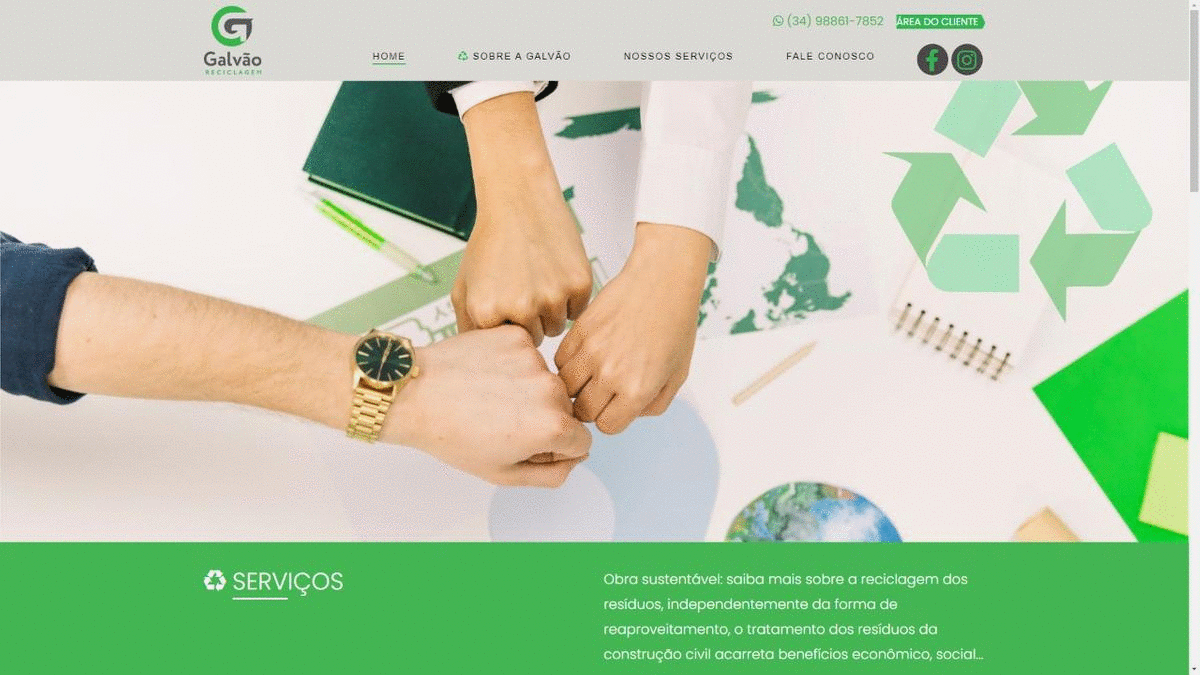 Galvão
RECICLAGEM
(34) 98861-7852
ÁREA DO CLIENTE
HOME
SOBRE A GALVÃO
NOSSOS SERVIÇOS
FALE CONOSCO
SERVIÇOS
Obra sustentável: saiba mais sobre a reciclagem dos
resíduos, independentemente da forma de
reaproveitamento, o tratamento dos resíduos da
construção civil acarreta benefícios econômico, social...